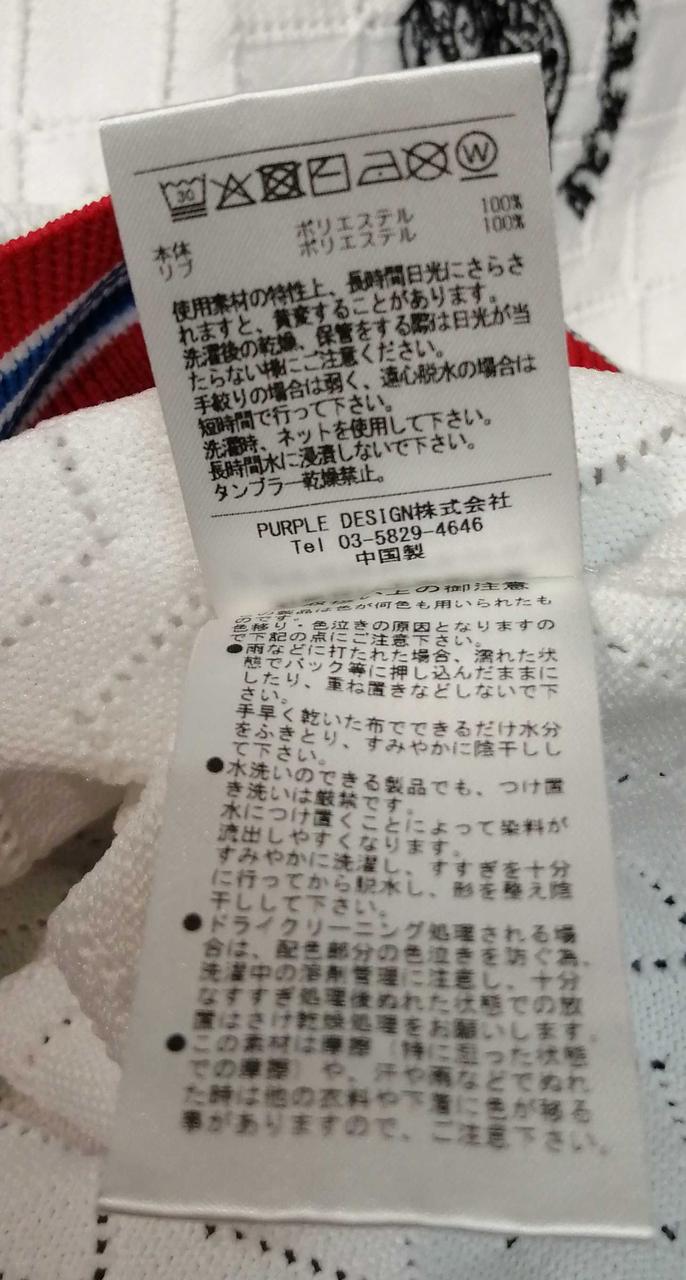 30
W
本体 ポリエステル 100%
リブ ポリエステル 100%
使用素材の特性上、長時間日光にさらさ
れますと、黄変することがあります。
洗濯後の乾燥、保管をする際は日光が当
たらない様にご注意ください。
手絞りの場合は弱く、遠心脱水の場合は
短時間で行って下さい。
洗濯時、ネットを使用して下さい。
長時間水に浸漬しないで下さい。
タンブラー乾燥禁止。
PURPLE DESIGN株式会社
Tel 03-5829-4646
中国製
上の御注意
の製品は色が何色も用いられたも
のです。
色移り・色泣きの原因となりますの
で下記の点にご注意下さい。
●雨などに打たれた場合、濡れた状
態でバック等に押し込んだままに
したり、重ね置きなどしないで下
さい。
手早く乾いた布でできるだけ水分
をふきとり、すみやかに陰干しし
て下さい。
●水洗いのできる製品でも、つけ置
き洗いは厳禁です。
水につけ置くことによって染料が
流出しやすくなります。
すみやかに洗濯し、すすぎを十分
に行ってから脱水し、形を整え陰
干しして下さい。
●ドライクリーニング処理される場
合は、配色部分の色泣きを防ぐ為、
洗濯中の溶剤管理に注意し、十分
なすすぎ処理後ぬれた状態での放
置はさけ乾燥処理をお願いします。
●この素材は摩擦（特に湿った状態
での摩擦）や、汗や雨などでぬれ
た時は他の衣料や下着に色が移る
事がありますので、ご注意下さい。